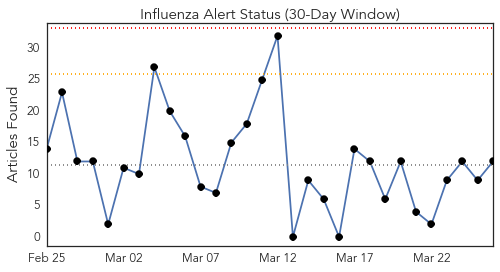 Influenza Alert Status (30-Day Window)
Articles Found
30
25
20
15
10
5
0
Feb 25 Mar 02 Mar 07 Mar 12 Mar 17 Mar 22